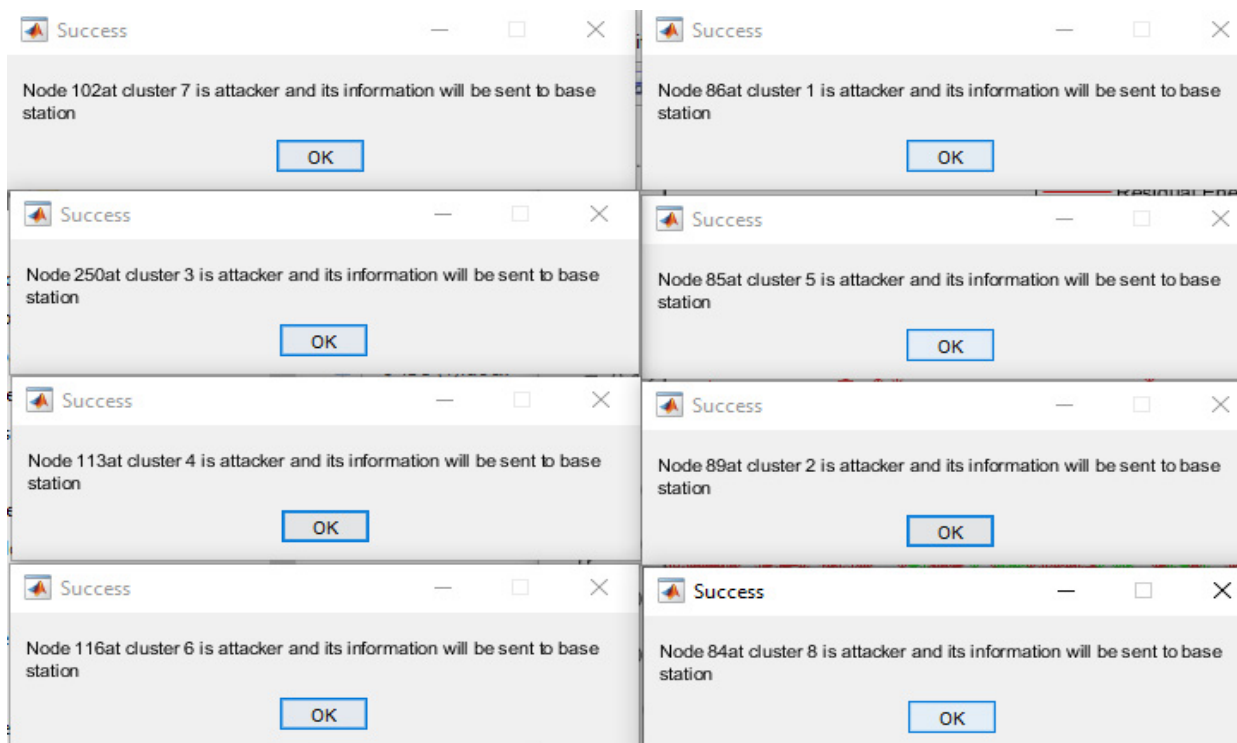 Success
Node 102at cluster 7 is attacker and its information will be sent to base
station
OK
Success
Node 86at cluster 1 is attacker and its information will be sent to base
station
OK
Residual Ene
Success
Node 250at cluster 3 is attacker and its information will be sent to base
station
OK
Success
Node 85at cluster 5 is attacker and its information will be sent to base
station
OK
Success
Node 113at cluster 4 is attacker and its information will be sent to base
station
OK
Success
Node 89at cluster 2 is attacker and its information will be sent to base
station
OK
Success
Node 116at cluster 6 is attacker and its information will be sent to base
station
OK
Success
Node 84at cluster 8 is attacker and its information will be sent to base
station
OK